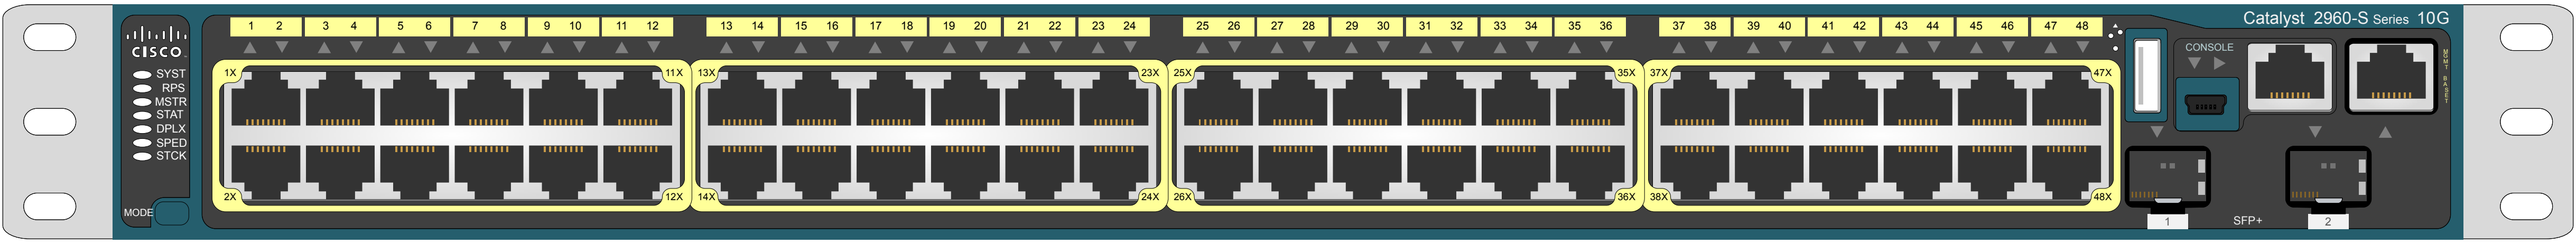 1 2 3 4 5 6 7 8 9 10 11 12 13 14 15 16 17 18 19 20 21 22 23 24 25 26 27 28 29 30 31 32 33 34 35 36 37 38 39 40 41 42 43 44 45 46 47 48
Catalyst 2960-S Series 10G
CISCO
SYST
RPS
MSTR
STAT
DPLX
SPED
STCK
MODE
1X 11X 13X 23X 25X 35X 37X 47X
2X 12X 14X 24X 26X 36X 38X 48X
CONSOLE
MGMT BASET
1 SFP+ 2